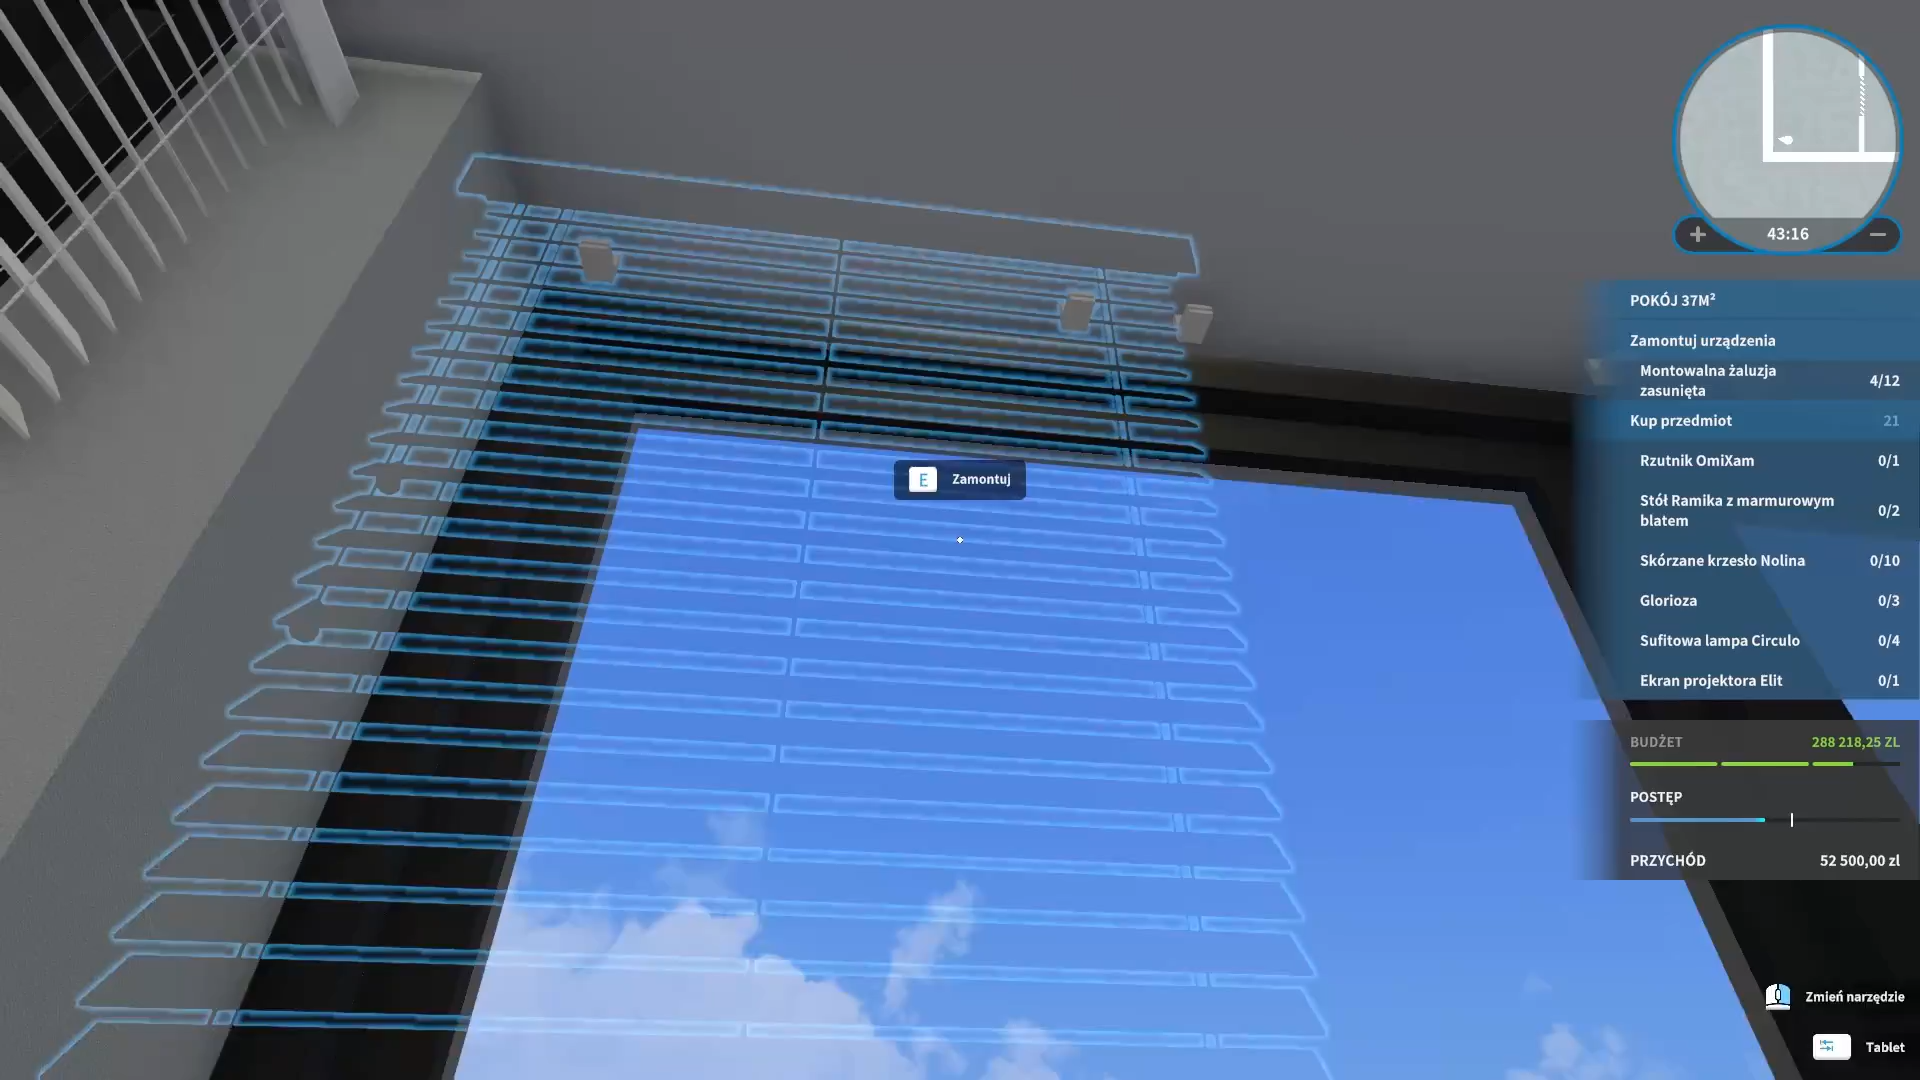 43:16
POKÓJ 37M²
Zamontuj urządzenia
Montowalna żaluzja
zasunięta 4/12
Kup przedmiot 21
Rzutnik OmiXam 0/1
Stół Ramika z marmurowym
blatem 0/2
Skórzane krzesło Nolina 0/10
Glorioza 0/3
Sufitowa lampa Circulo 0/4
Ekran projektora Elit 0/1
E Zamontuj
BUDŻET 288 218,25 ZL
POSTĘP
PRZYCHÓD 52 500,00 zl
Zmień narzędzie
Tablet